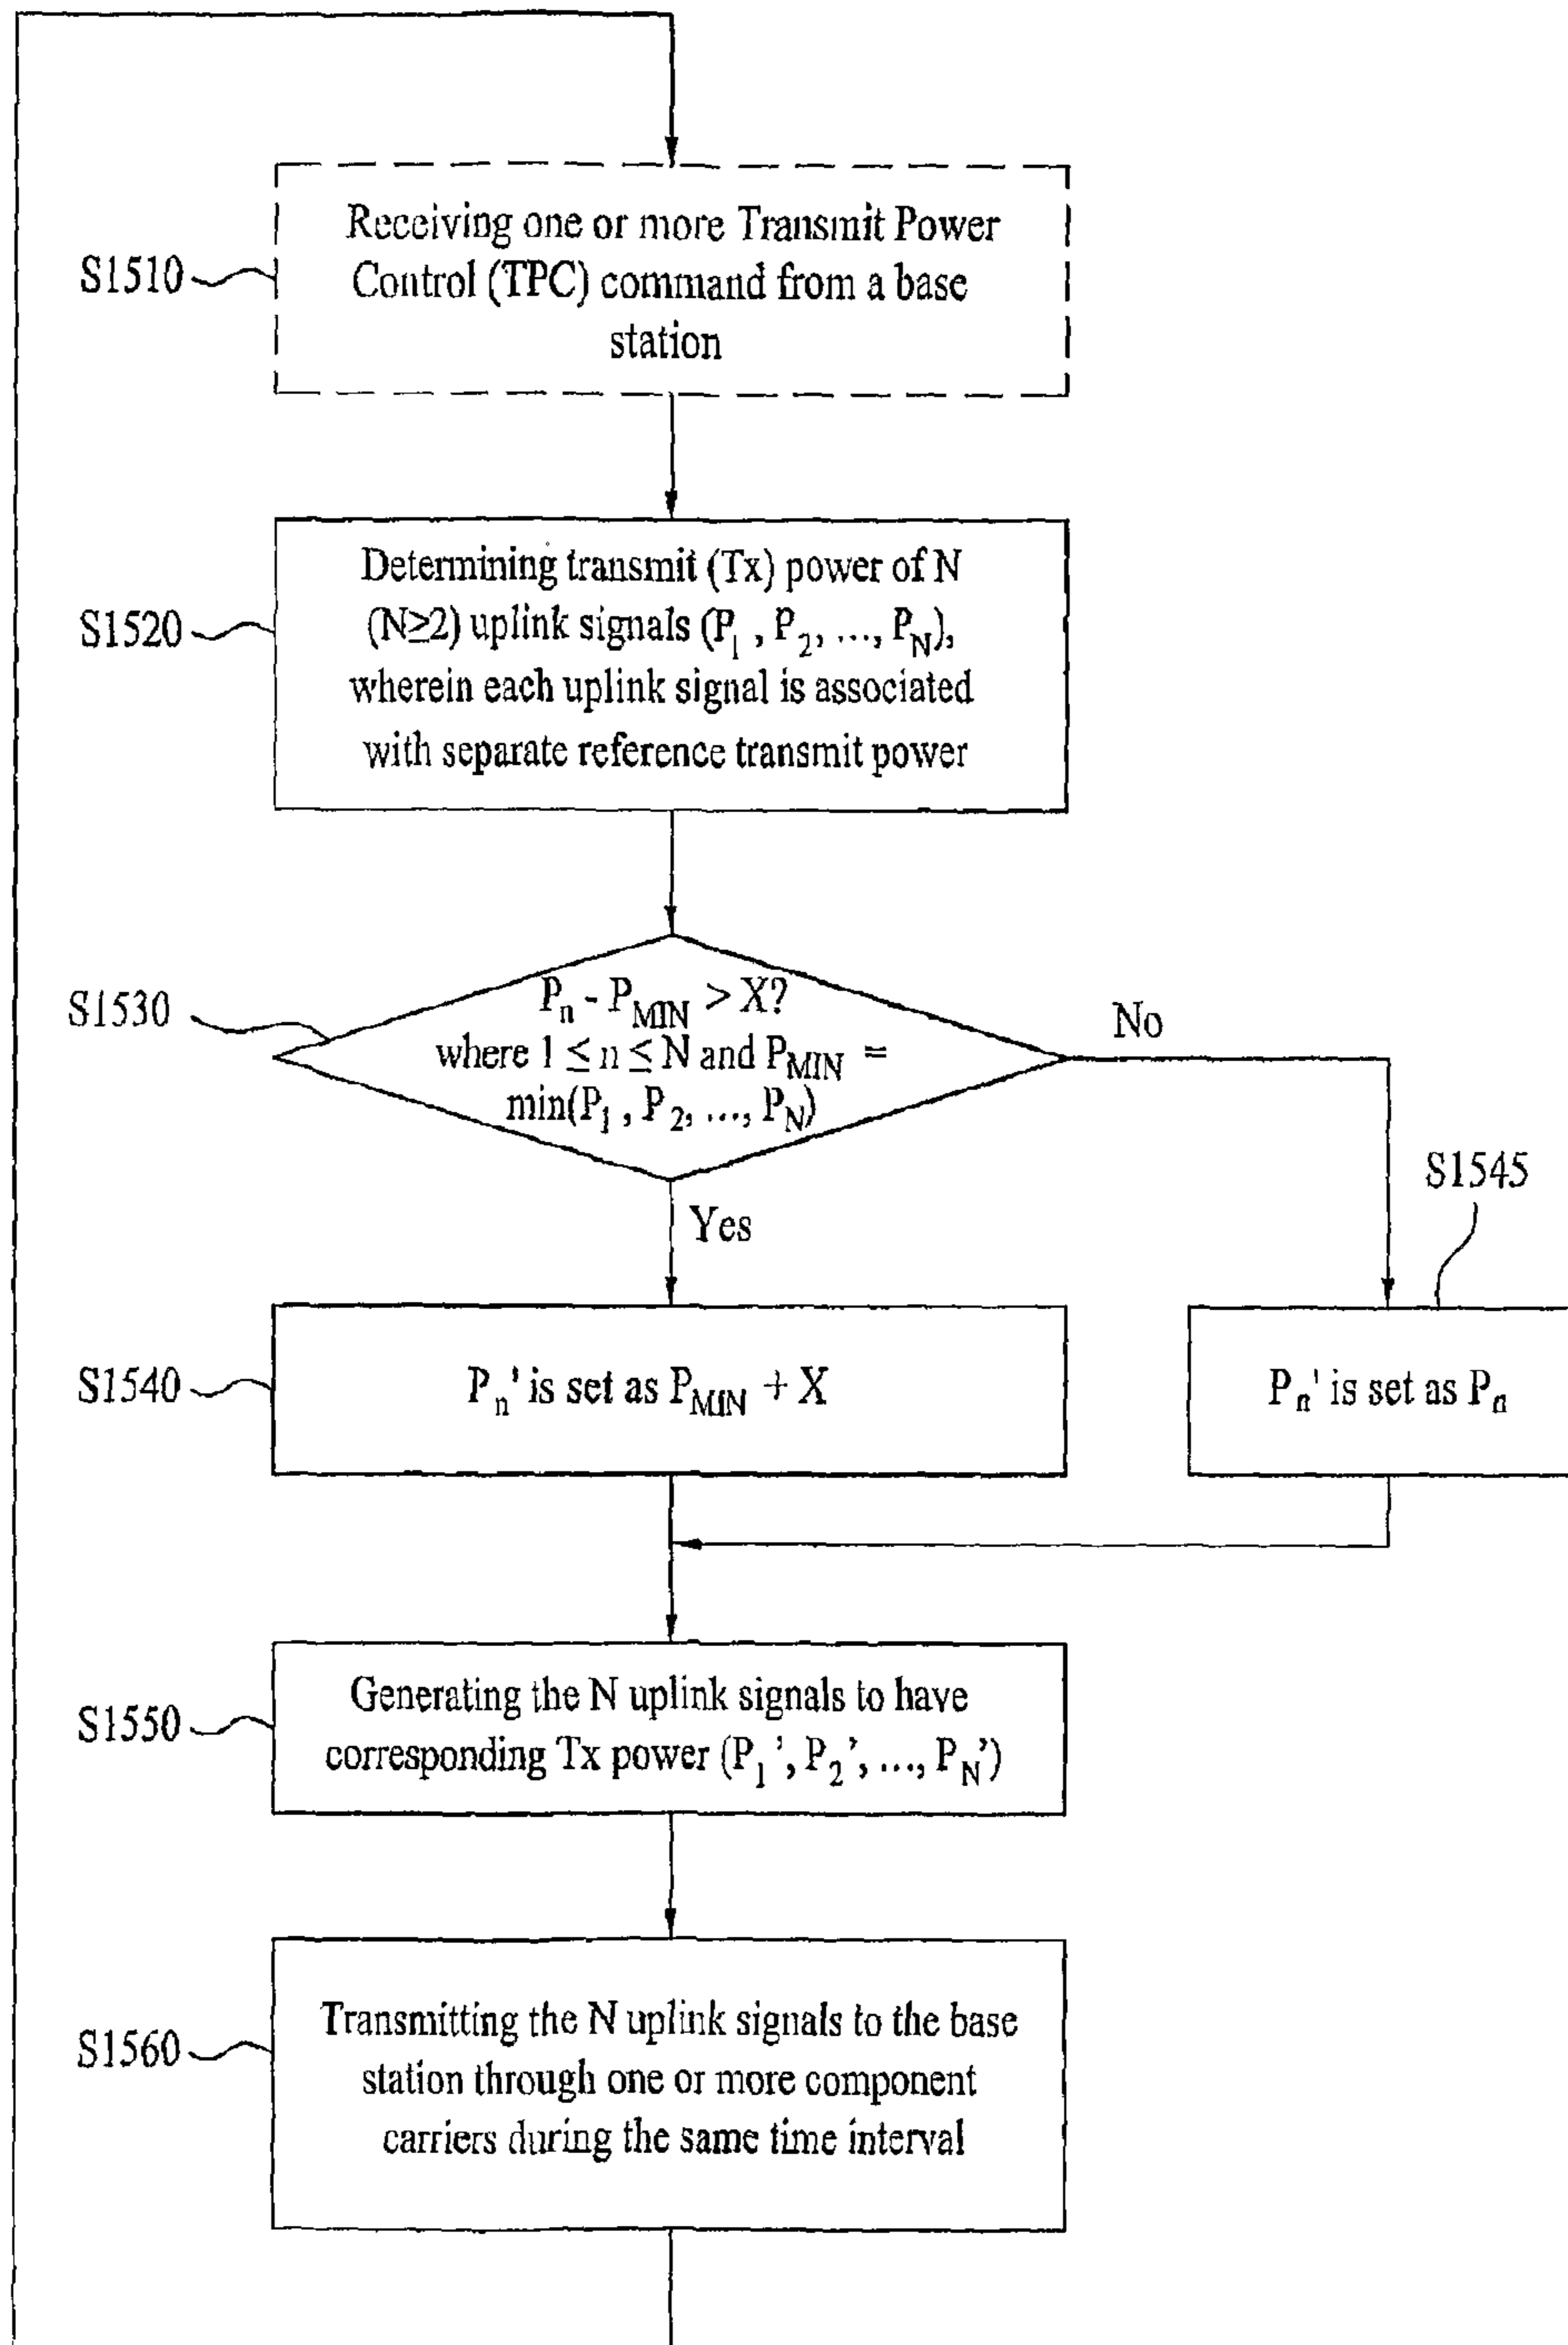 S1510
Receiving one or more Transmit Power
Control (TPC) command from a base
station
S1520
Determining transmit (Tx) power of N
(N≥2) uplink signals (P1 , P2, ..., PN),
wherein each uplink signal is associated
with separate reference transmit power
S1530
Pn - PMIN > X?
where 1 ≤ n ≤ N and PMIN =
min(P1 , P2, ..., PN)
No
Yes
S1545
S1540
Pn' is set as PMIN + X
Pn' is set as Pn
S1550
Generating the N uplink signals to have
corresponding Tx power (P1', P2', ..., PN')
S1560
Transmitting the N uplink signals to the base
station through one or more component
carriers during the same time interval